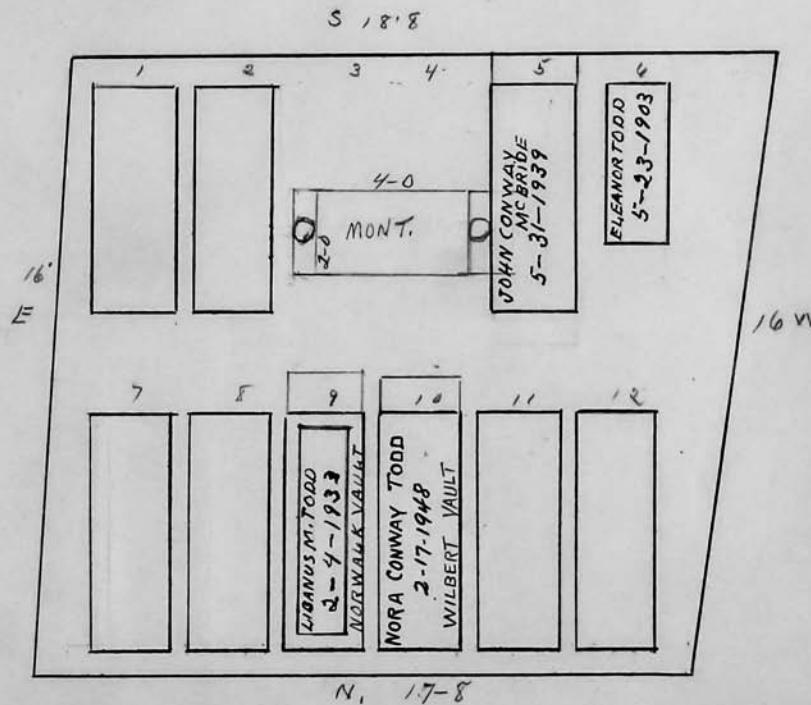 S 18'8
1 2 3 4 5 6
JOHN CONWAY
MCBRIDE
5-31-1939
ELEANOR TODD
5-23-1903
4-0
2-0
MONT.
16'
E
16 W
7 8 9 10 11 12
LIBANUS M. TODD
2-4-1933
NORWALK VAULT
NORA CONWAY TODD
2-17-1948
WILBERT VAULT
N. 17-8